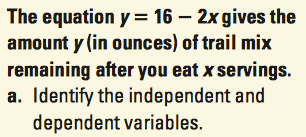 The equation y = 16 – 2x gives the
amount y (in ounces) of trail mix
remaining after you eat x servings.
a. Identify the independent and
dependent variables.